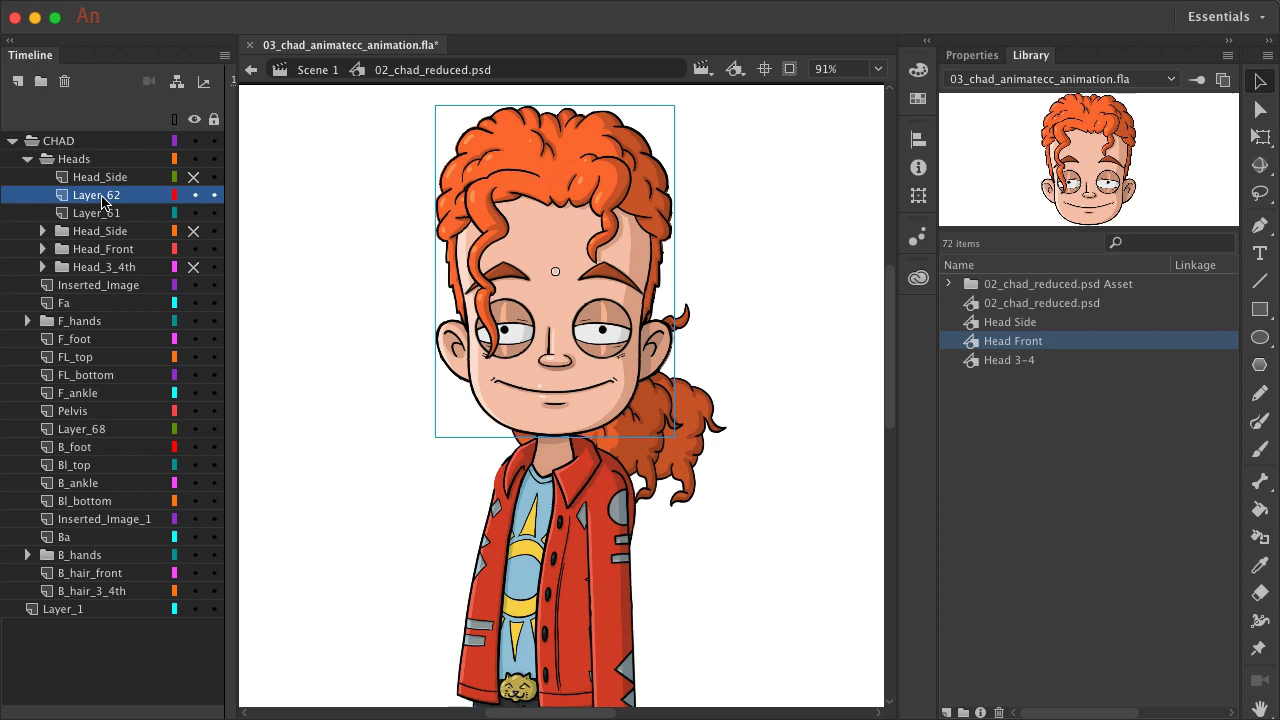 An
Essentials
Timeline
03_chad_animatecc_animation.fla*
Properties
Library
Scene 1
02_chad_reduced.psd
91%
03_chad_animatecc_animation.fla
1
CHAD
Heads
Head_Side
Layer_62
Layer_61
Head_Side
Head_Front
Head_3_4th
Inserted_Image
Fa
F_hands
F_foot
FL_top
FL_bottom
F_ankle
Pelvis
Layer_68
B_foot
Bl_top
B_ankle
Bl_bottom
Inserted_Image_1
Ba
B_hands
B_hair_front
B_hair_3_4th
Layer_1
72 items
Name
Linkage
02_chad_reduced.psd Asset
02_chad_reduced.psd
Head Side
Head Front
Head 3-4